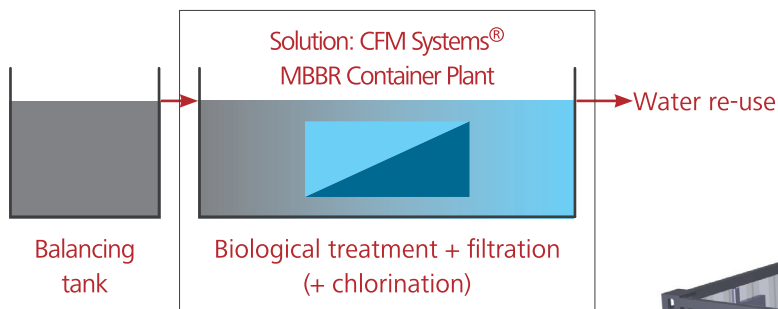 Solution: CFM Systems®
MBBR Container Plant
Water re-use
Balancing
tank
Biological treatment + filtration
(+ chlorination)